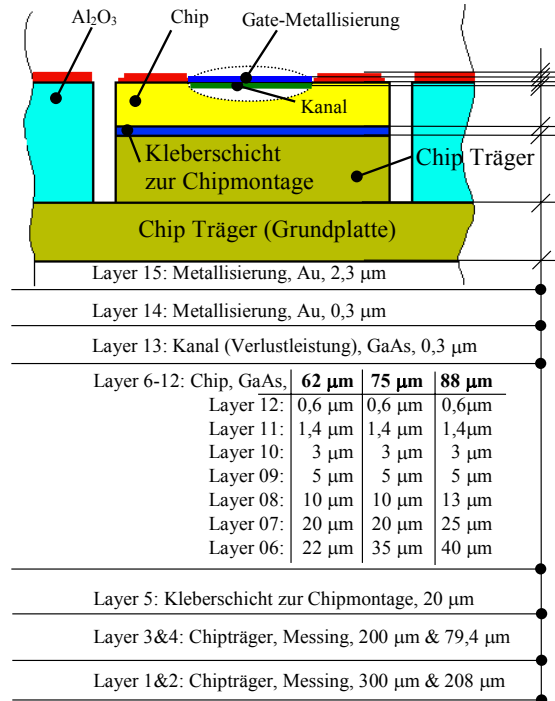 Al₂O₃ Chip Gate-Metallisierung
Kanal
Kleberschicht
zur Chipmontage
Chip Träger
Chip Träger (Grundplatte)
Layer 15: Metallisierung, Au, 2,3 µm
Layer 14: Metallisierung, Au, 0,3 µm
Layer 13: Kanal (Verlustleistung), GaAs, 0,3 µm
Layer 6-12: Chip, GaAs, 62 µm 75 µm 88 µm
Layer 12: 0,6 µm 0,6 µm 0,6µm
Layer 11: 1,4 µm 1,4 µm 1,4µm
Layer 10: 3 µm 3 µm 3 µm
Layer 09: 5 µm 5 µm 5 µm
Layer 08: 10 µm 10 µm 13 µm
Layer 07: 20 µm 20 µm 25 µm
Layer 06: 22 µm 35 µm 40 µm
Layer 5: Kleberschicht zur Chipmontage, 20 µm
Layer 3&4: Chipträger, Messing, 200 µm & 79,4 µm
Layer 1&2: Chipträger, Messing, 300 µm & 208 µm